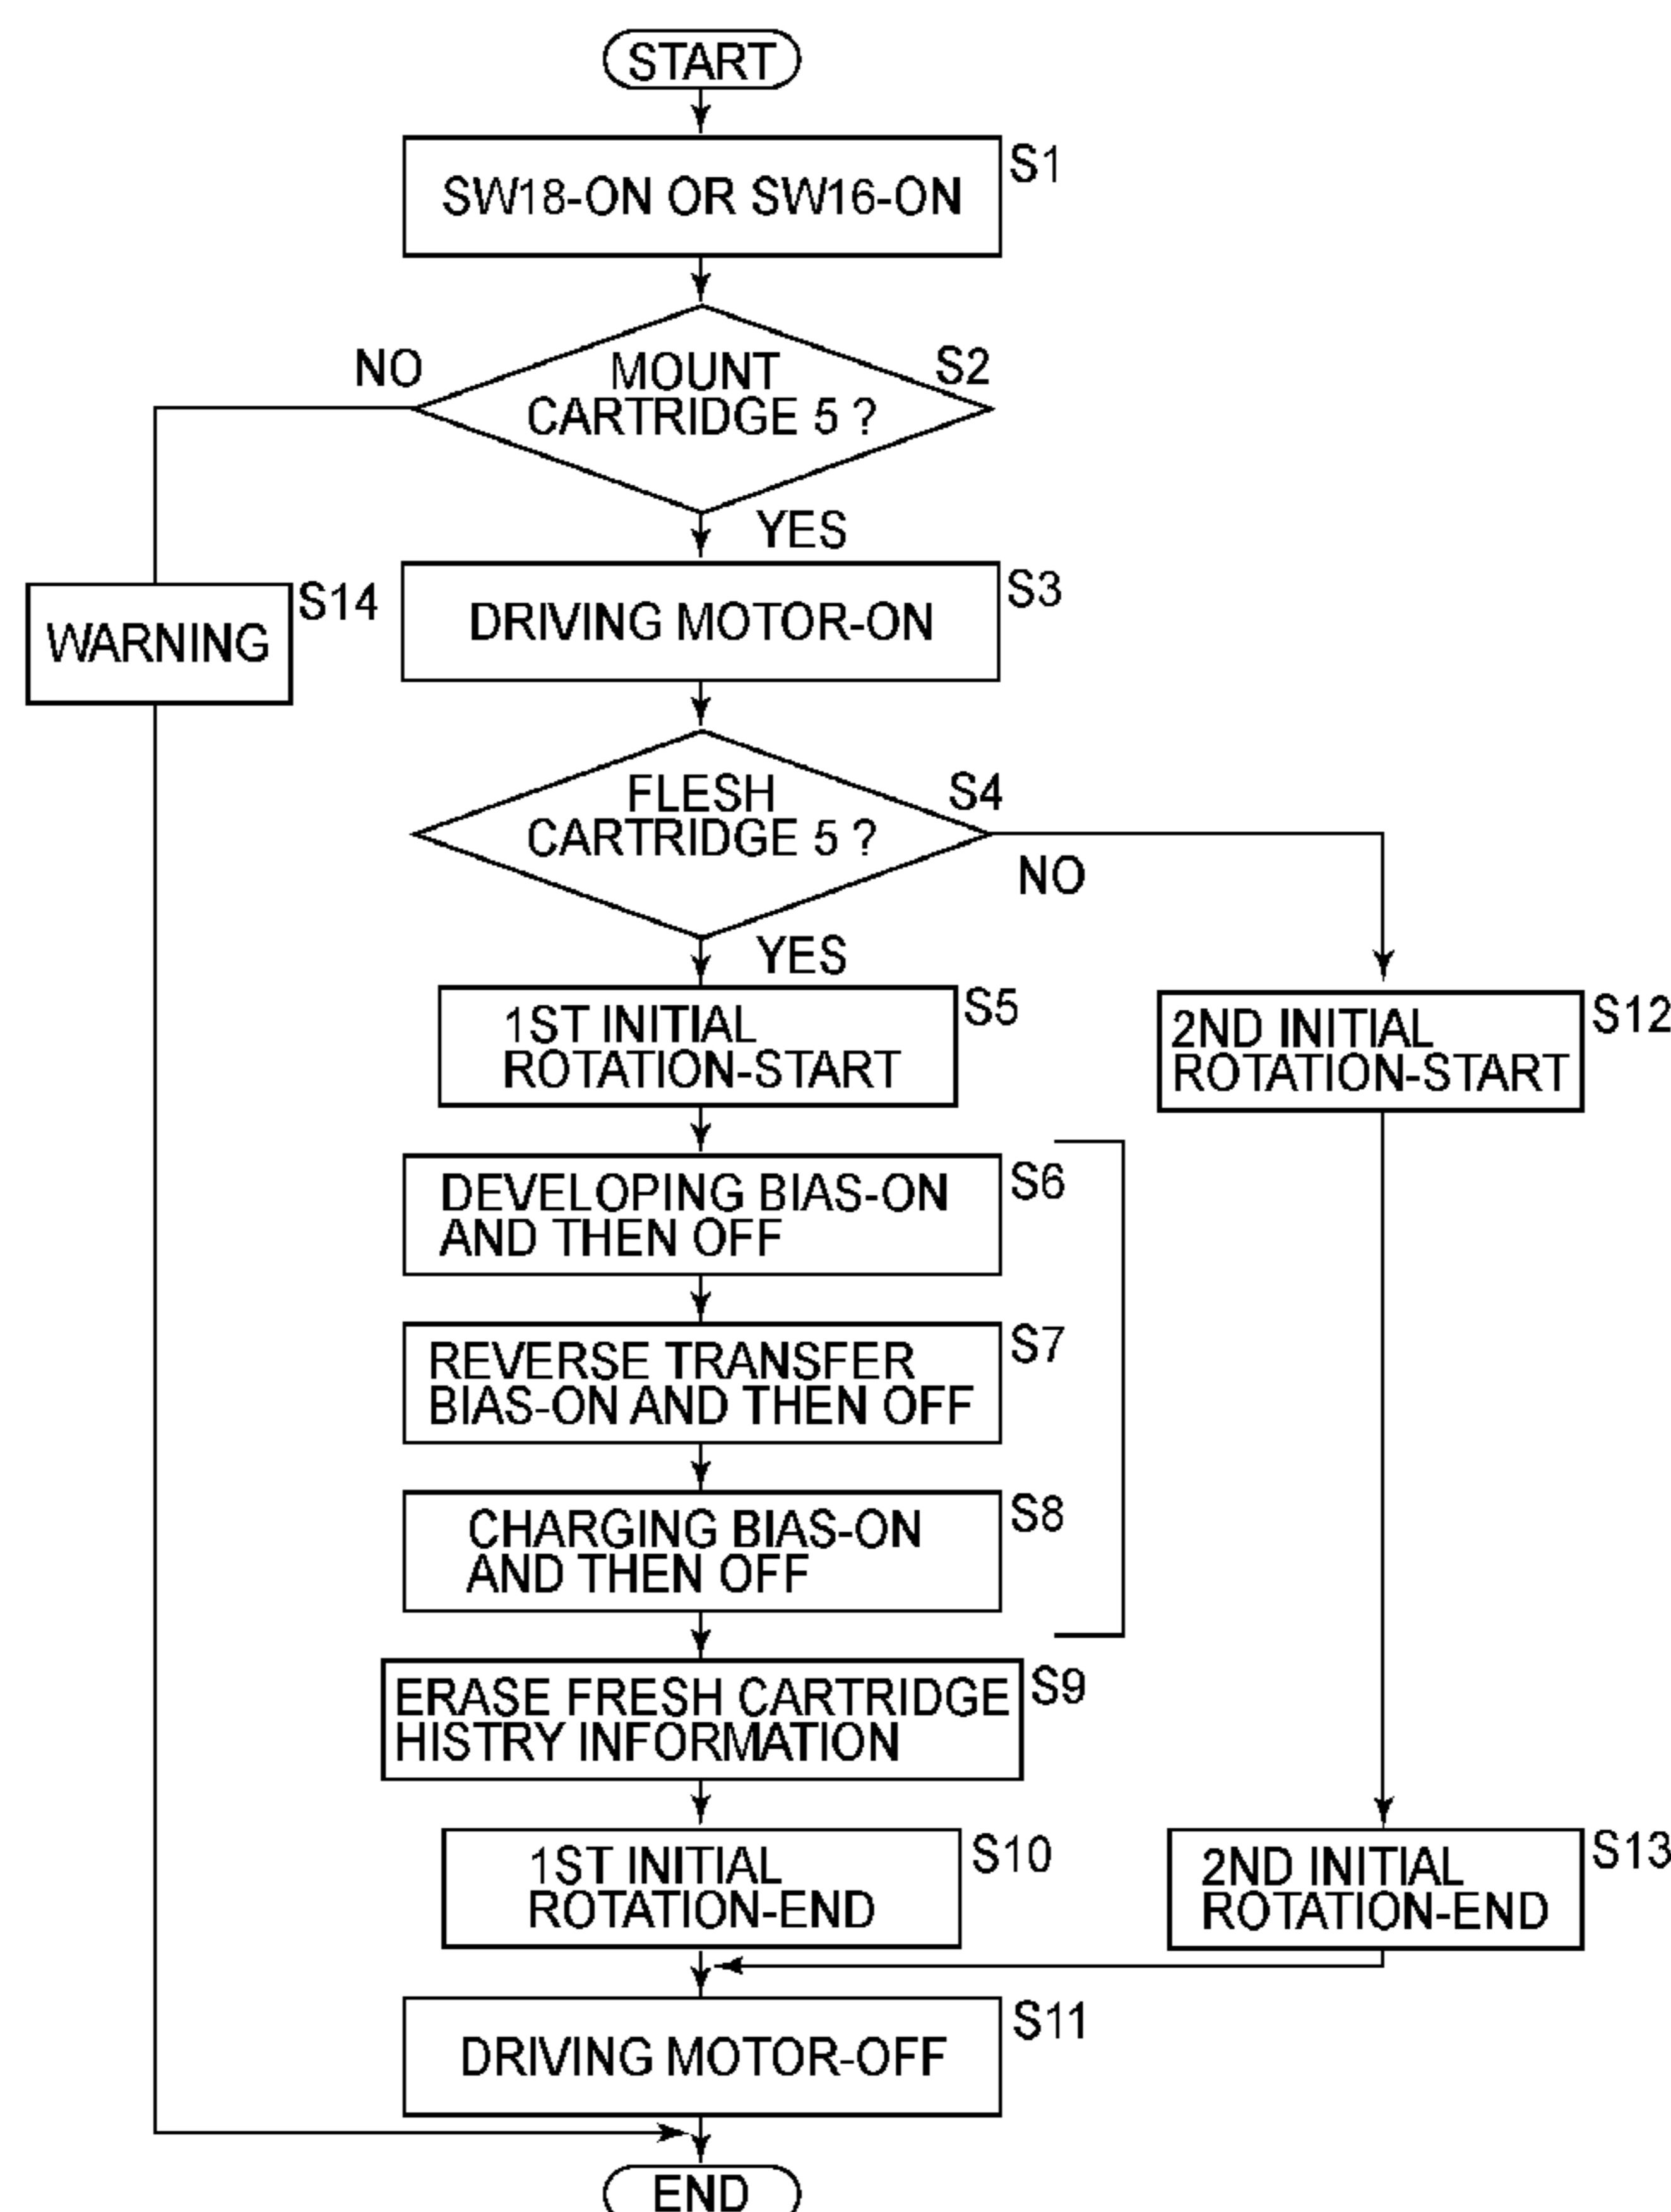 START
SW18-ON OR SW16-ON
S1
NO
MOUNT
CARTRIDGE 5 ?
S2
YES
WARNING
S14
DRIVING MOTOR-ON
S3
FLESH
CARTRIDGE 5 ?
S4
NO
YES
1ST INITIAL
ROTATION-START
S5
2ND INITIAL
ROTATION-START
S12
DEVELOPING BIAS-ON
AND THEN OFF
S6
REVERSE TRANSFER
BIAS-ON AND THEN OFF
S7
CHARGING BIAS-ON
AND THEN OFF
S8
ERASE FRESH CARTRIDGE
HISTRY INFORMATION
S9
1ST INITIAL
ROTATION-END
S10
2ND INITIAL
ROTATION-END
S13
DRIVING MOTOR-OFF
S11
END